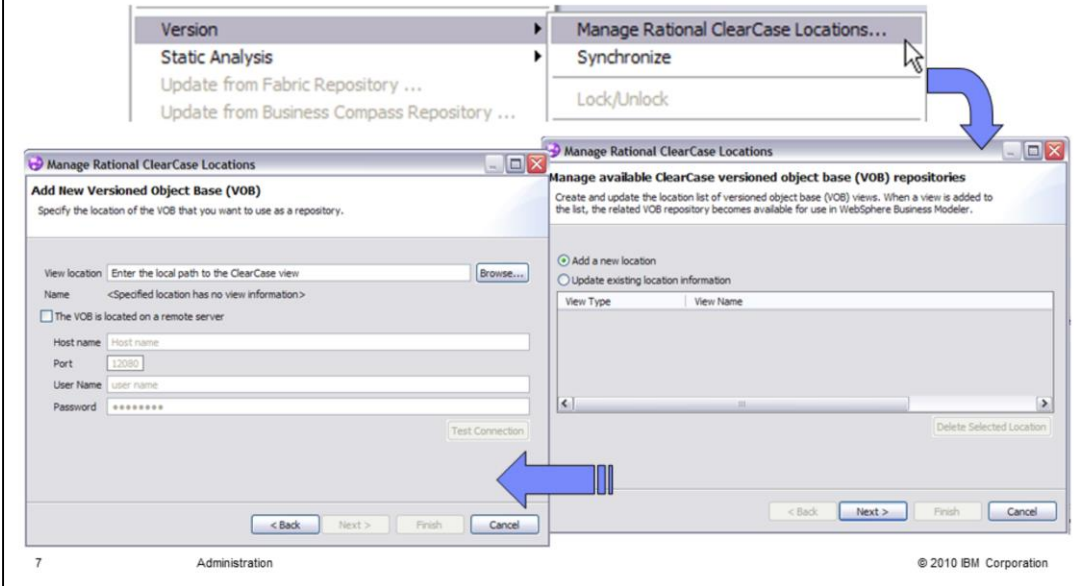 Version
Static Analysis
Update from Fabric Repository ...
Update from Business Compass Repository ...
Manage Rational ClearCase Locations...
Synchronize
Lock/Unlock
Manage Rational ClearCase Locations
Manage available ClearCase versioned object base (VOB) repositories
Create and update the location list of versioned object base (VOB) views. When a view is added to
the list, the related VOB repository becomes available for use in WebSphere Business Modeler.
Add a new location
Update existing location information
View Type View Name
Delete Selected Location
< Back Next > Finish Cancel
Manage Rational ClearCase Locations
Add New Versioned Object Base (VOB)
Specify the location of the VOB that you want to use as a repository.
View location Enter the local path to the ClearCase view Browse...
Name <Specified location has no view information>
The VOB is located on a remote server
Host name Host name
Port 12080
User Name user name
Password ********
Test Connection
< Back Next > Finish Cancel
7 Administration © 2010 IBM Corporation